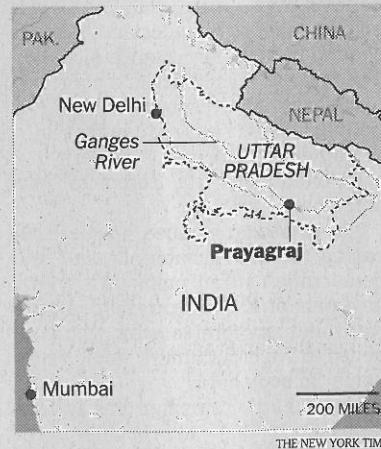 PAK.
CHINA
New Delhi
NEPAL
Ganges
River
UTTAR
PRADESH
Prayagraj
INDIA
Mumbai
200 MILES
THE NEW YORK TIM